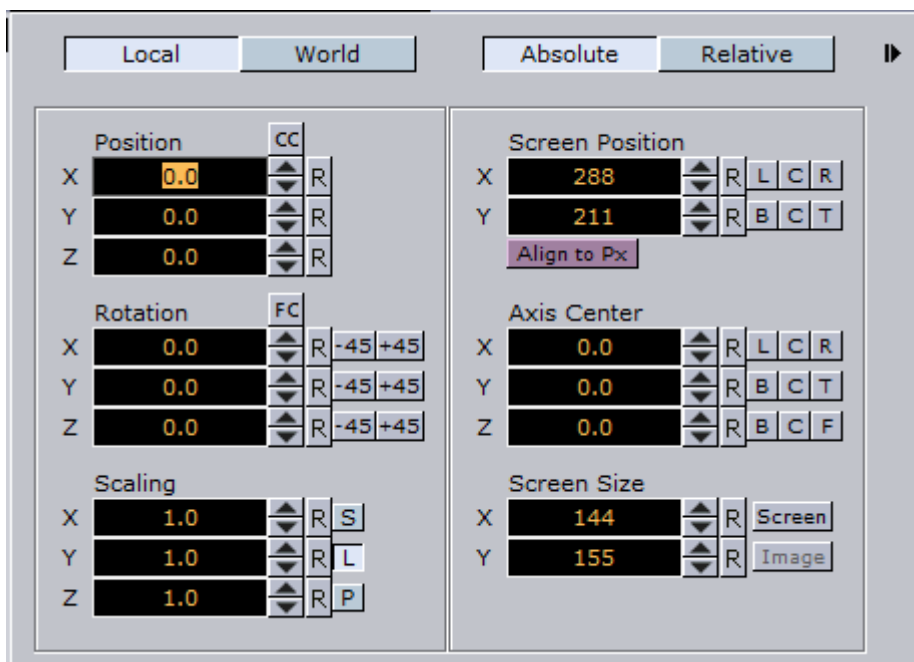 Local World Absolute Relative
Position CC
X 0.0 R
Y 0.0 R
Z 0.0 R
Rotation FC
X 0.0 R -45 +45
Y 0.0 R -45 +45
Z 0.0 R -45 +45
Scaling
X 1.0 R S
Y 1.0 R L
Z 1.0 R P
Screen Position
X 288 R L C R
Y 211 R B C T
Align to Px
Axis Center
X 0.0 R L C R
Y 0.0 R B C T
Z 0.0 R B C F
Screen Size
X 144 R Screen
Y 155 R Image